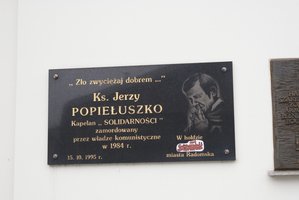 ,, Zło zwyciężaj dobrem ..."
Ks. Jerzy
POPIEŁUSZKO
Kapelan ,, SOLIDARNOŚCI "
zamordowany
przez władze komunistyczne
w 1984 r.
15. 10. 1995 r.
W hołdzie
Solidarność
miasta Radomska